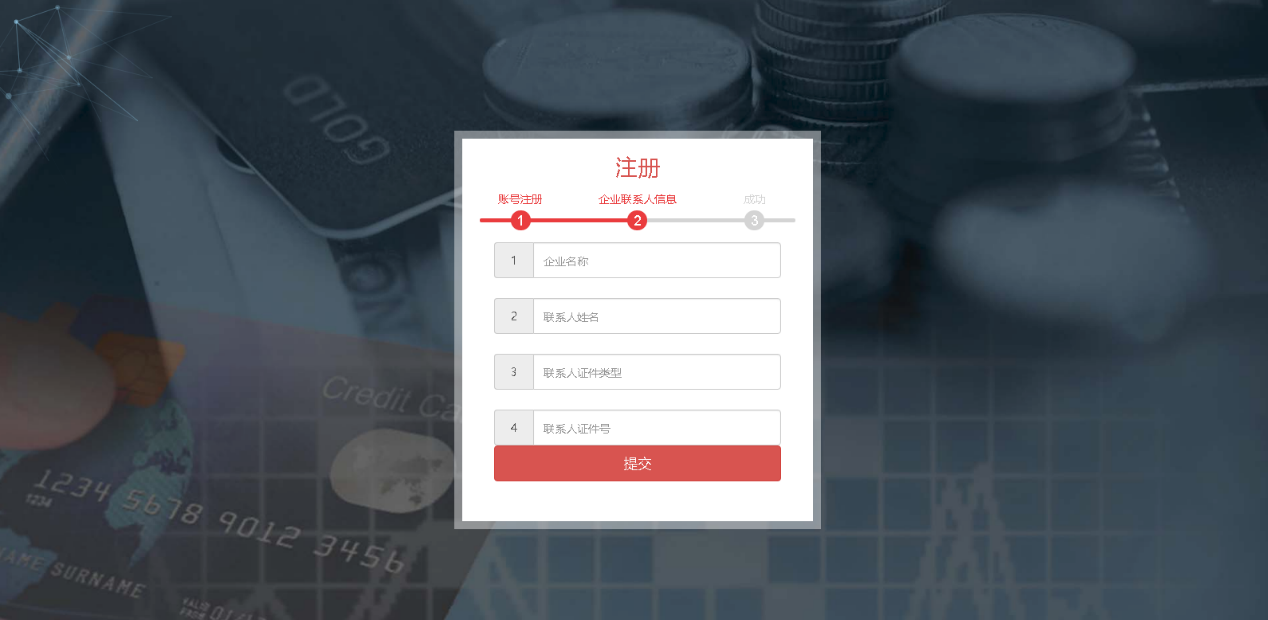 注册
账号注册 企业联系人信息 成功
1 2 3
1 企业名称
2 联系人姓名
3 联系人证件类型
4 联系人证件号
提交
GOLD
Credit Ca
1234 5678 9012 3456
1234
NAME SURNAME
VALID